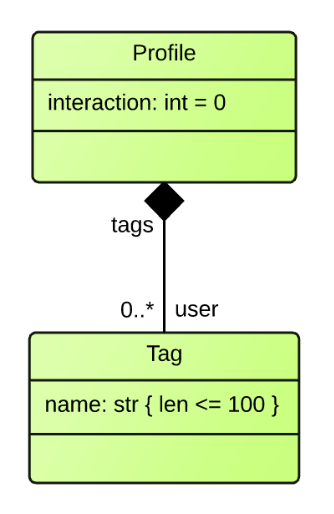 Profile
interaction: int = 0
tags
0..* user
Tag
name: str { len <= 100 }